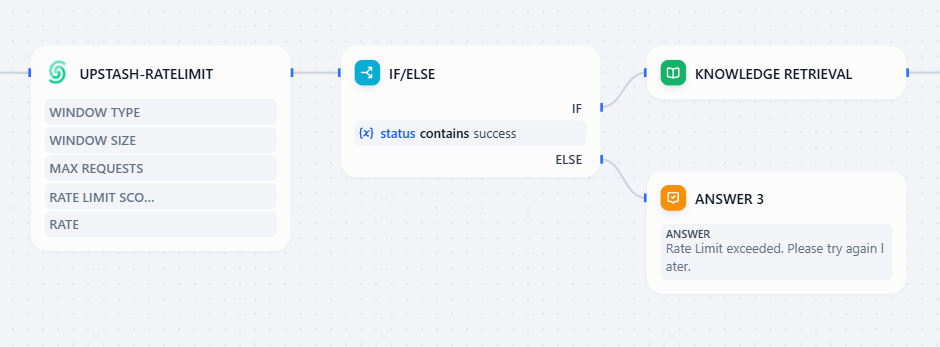 UPSTASH-RATELIMIT
WINDOW TYPE
WINDOW SIZE
MAX REQUESTS
RATE LIMIT SCO...
RATE
IF/ELSE
IF
{x} status contains success
ELSE
KNOWLEDGE RETRIEVAL
ANSWER 3
ANSWER
Rate Limit exceeded. Please try again l
ater.